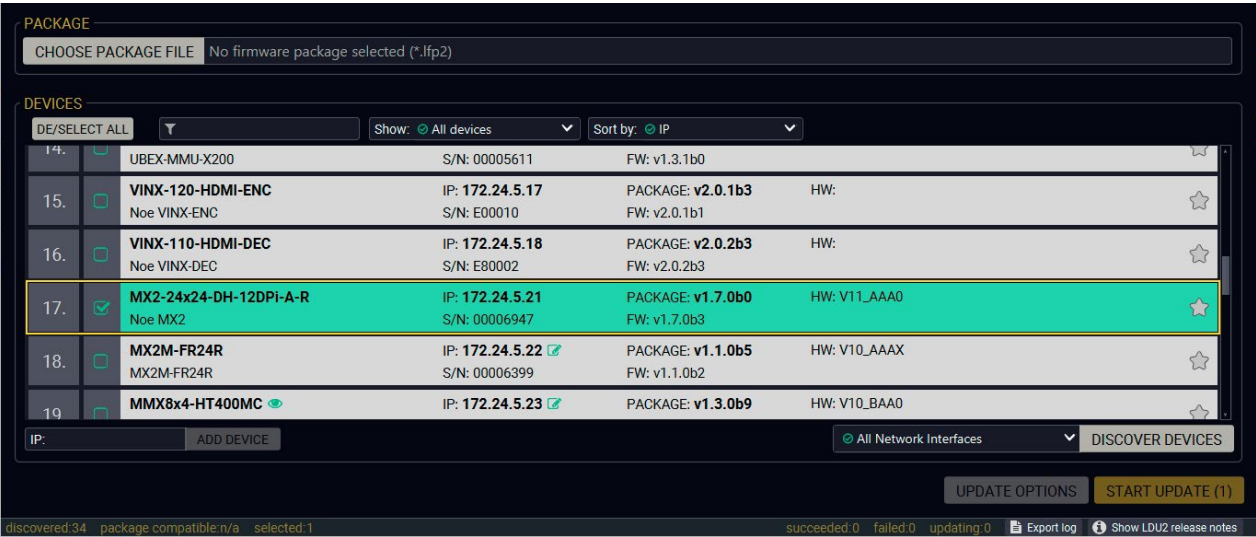 PACKAGE
CHOOSE PACKAGE FILE No firmware package selected (*.lfp2)
DEVICES
DE/SELECT ALL Show: All devices Sort by: IP
14.
UBEX-MMU-X200 S/N: 00005611 FW: v1.3.1b0
15.
VINX-120-HDMI-ENC IP: 172.24.5.17 PACKAGE: v2.0.1b3 HW:
Noe VINX-ENC S/N: E00010 FW: v2.0.1b1
16.
VINX-110-HDMI-DEC IP: 172.24.5.18 PACKAGE: v2.0.2b3 HW:
Noe VINX-DEC S/N: E80002 FW: v2.0.2b3
17.
MX2-24x24-DH-12DPi-A-R IP: 172.24.5.21 PACKAGE: v1.7.0b0 HW: V11_AAA0
Noe MX2 S/N: 00006947 FW: v1.7.0b3
18.
MX2M-FR24R IP: 172.24.5.22 PACKAGE: v1.1.0b5 HW: V10_AAAX
MX2M-FR24R S/N: 00006399 FW: v1.1.0b2
19
MMX8x4-HT400MC IP: 172.24.5.23 PACKAGE: v1.3.0b9 HW: V10_BAA0
IP: ADD DEVICE All Network Interfaces DISCOVER DEVICES
UPDATE OPTIONS START UPDATE (1)
discovered:34 package compatible:n/a selected:1 succeeded:0 failed:0 updating:0 Export log Show LDU2 release notes